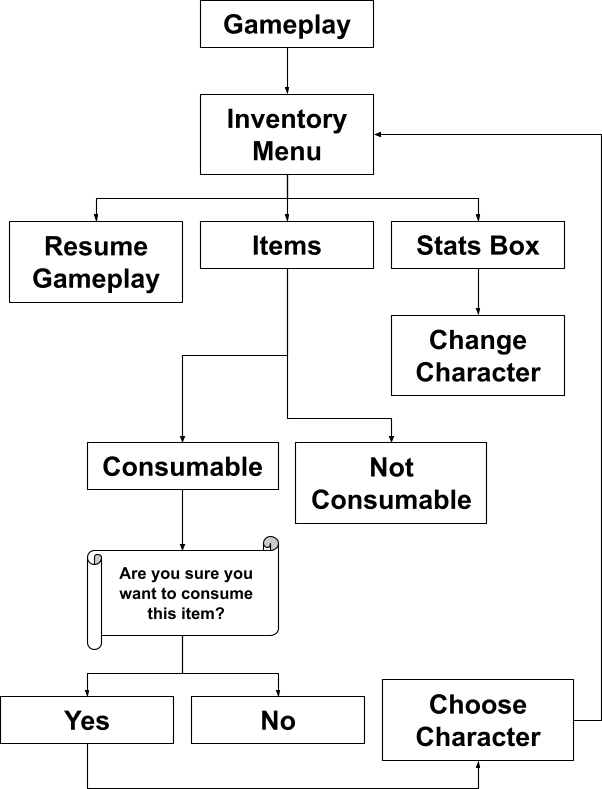 Gameplay
Inventory
Menu
Resume
Gameplay
Items
Stats Box
Change
Character
Consumable
Not
Consumable
Are you sure you
want to consume
this item?
Yes
No
Choose
Character